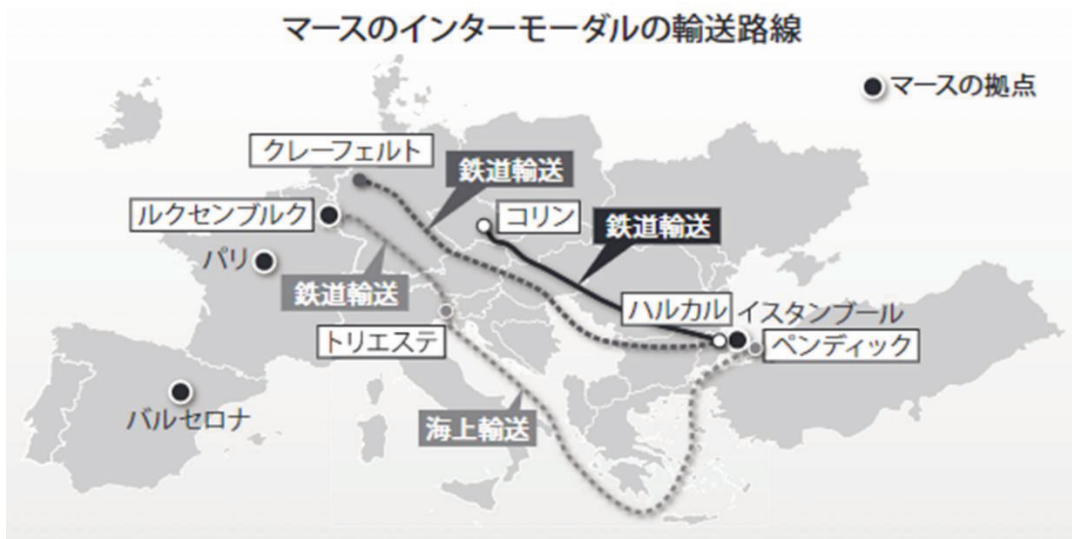 マースのインターモーダルの輸送路線
マースの拠点
クレーフェルト
鉄道輸送
ルクセンブルク
コリン
鉄道輸送
パリ
鉄道輸送
ハルカル
イスタンブール
トリエステ
ペンディック
バルセロナ
海上輸送